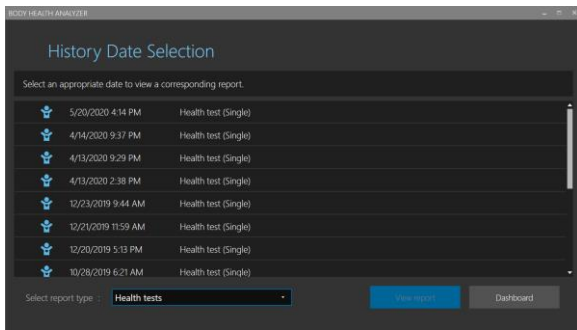 BODY HEALTH ANALYZER
History Date Selection
Select an appropriate date to view a corresponding report.
5/20/2020 4:14 PM Health test (Single)
4/14/2020 9:37 PM Health test (Single)
4/13/2020 9:29 PM Health test (Single)
4/13/2020 2:38 PM Health test (Single)
12/23/2019 9:44 AM Health test (Single)
12/21/2019 11:59 AM Health test (Single)
12/20/2019 5:13 PM Health test (Single)
10/28/2019 6:21 AM Health test (Single)
Select report type : Health tests View report Dashboard